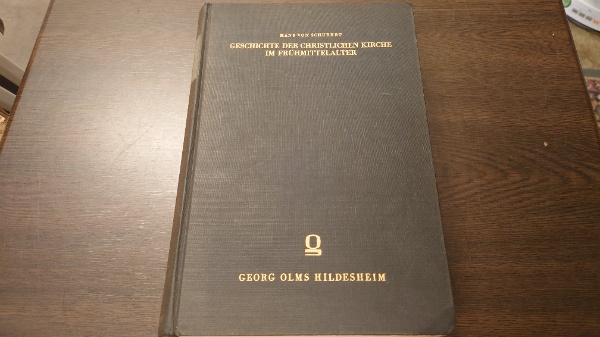 HANS VON SCHUBERT
GESCHICHTE DER CHRISTLICHEN KIRCHE
IM FRÜHMITTELALTER
GEORG OLMS HILDESHEIM